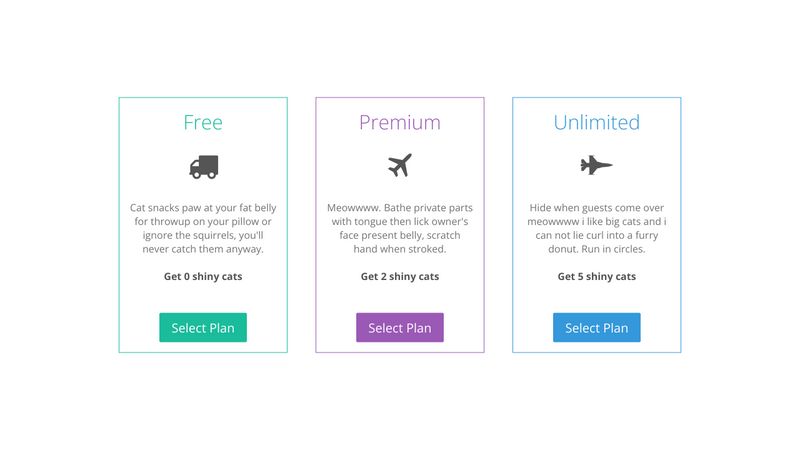 Free
Cat snacks paw at your fat belly
for throwup on your pillow or
ignore the squirrels, you'll
never catch them anyway.
Get 0 shiny cats
Select Plan
Premium
Meowwww. Bathe private parts
with tongue then lick owner's
face present belly, scratch
hand when stroked.
Get 2 shiny cats
Select Plan
Unlimited
Hide when guests come over
meowwww i like big cats and i
can not lie curl into a furry
donut. Run in circles.
Get 5 shiny cats
Select Plan